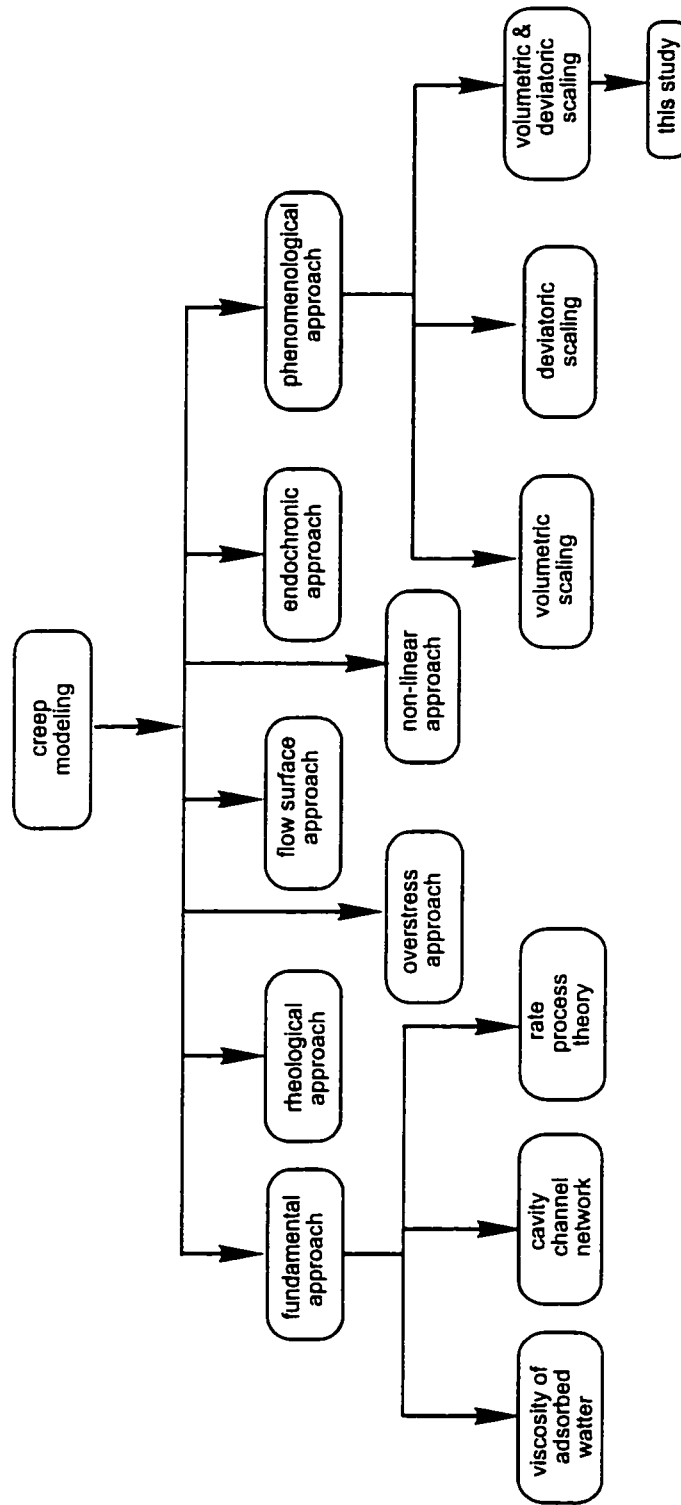 creep
modeling
fundamental
approach
rheological
approach
flow surface
approach
endochronic
approach
phenomenological
approach
overstress
approach
non-linear
approach
viscosity of
adsorbed
watter
cavity
channel
network
rate
process
theory
volumetric
scaling
deviatoric
scaling
volumetric &
deviatoric
scaling
this study